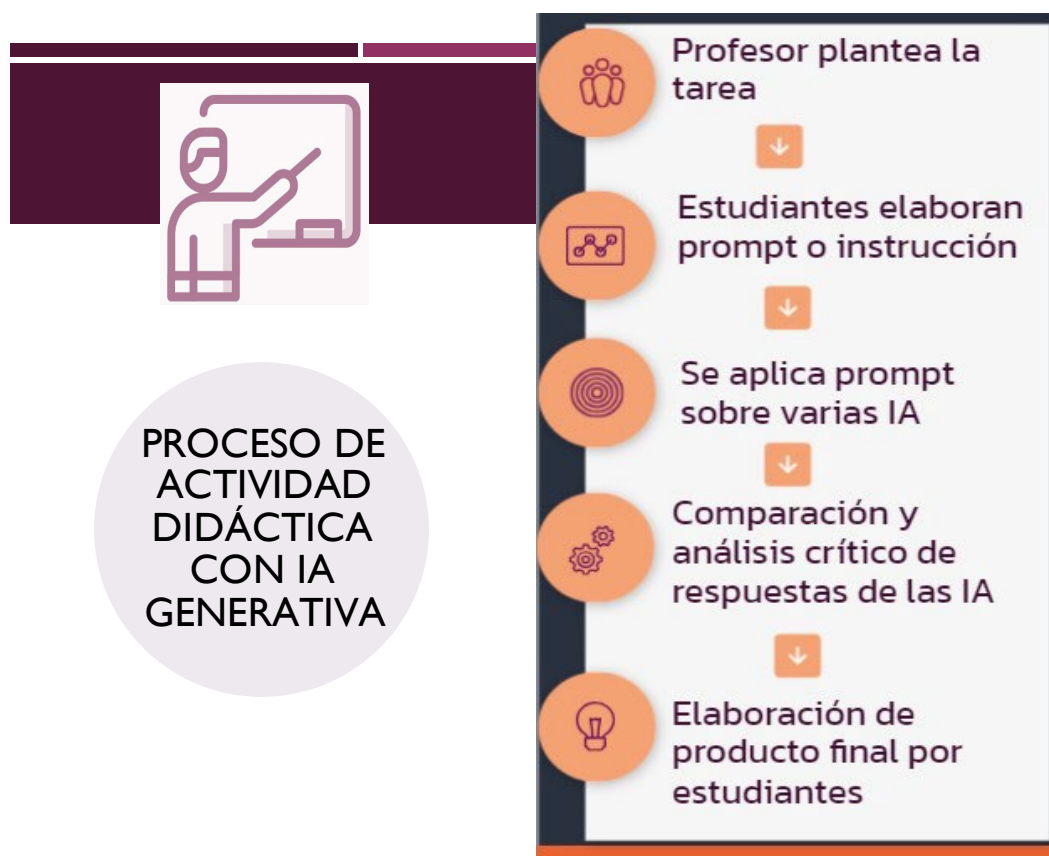 PROCESO DE
ACTIVIDAD
DIDÁCTICA
CON IA
GENERATIVA
Profesor plantea la
tarea
Estudiantes elaboran
prompt o instrucción
Se aplica prompt
sobre varias IA
Comparación y
análisis crítico de
respuestas de las IA
Elaboración de
producto final por
estudiantes